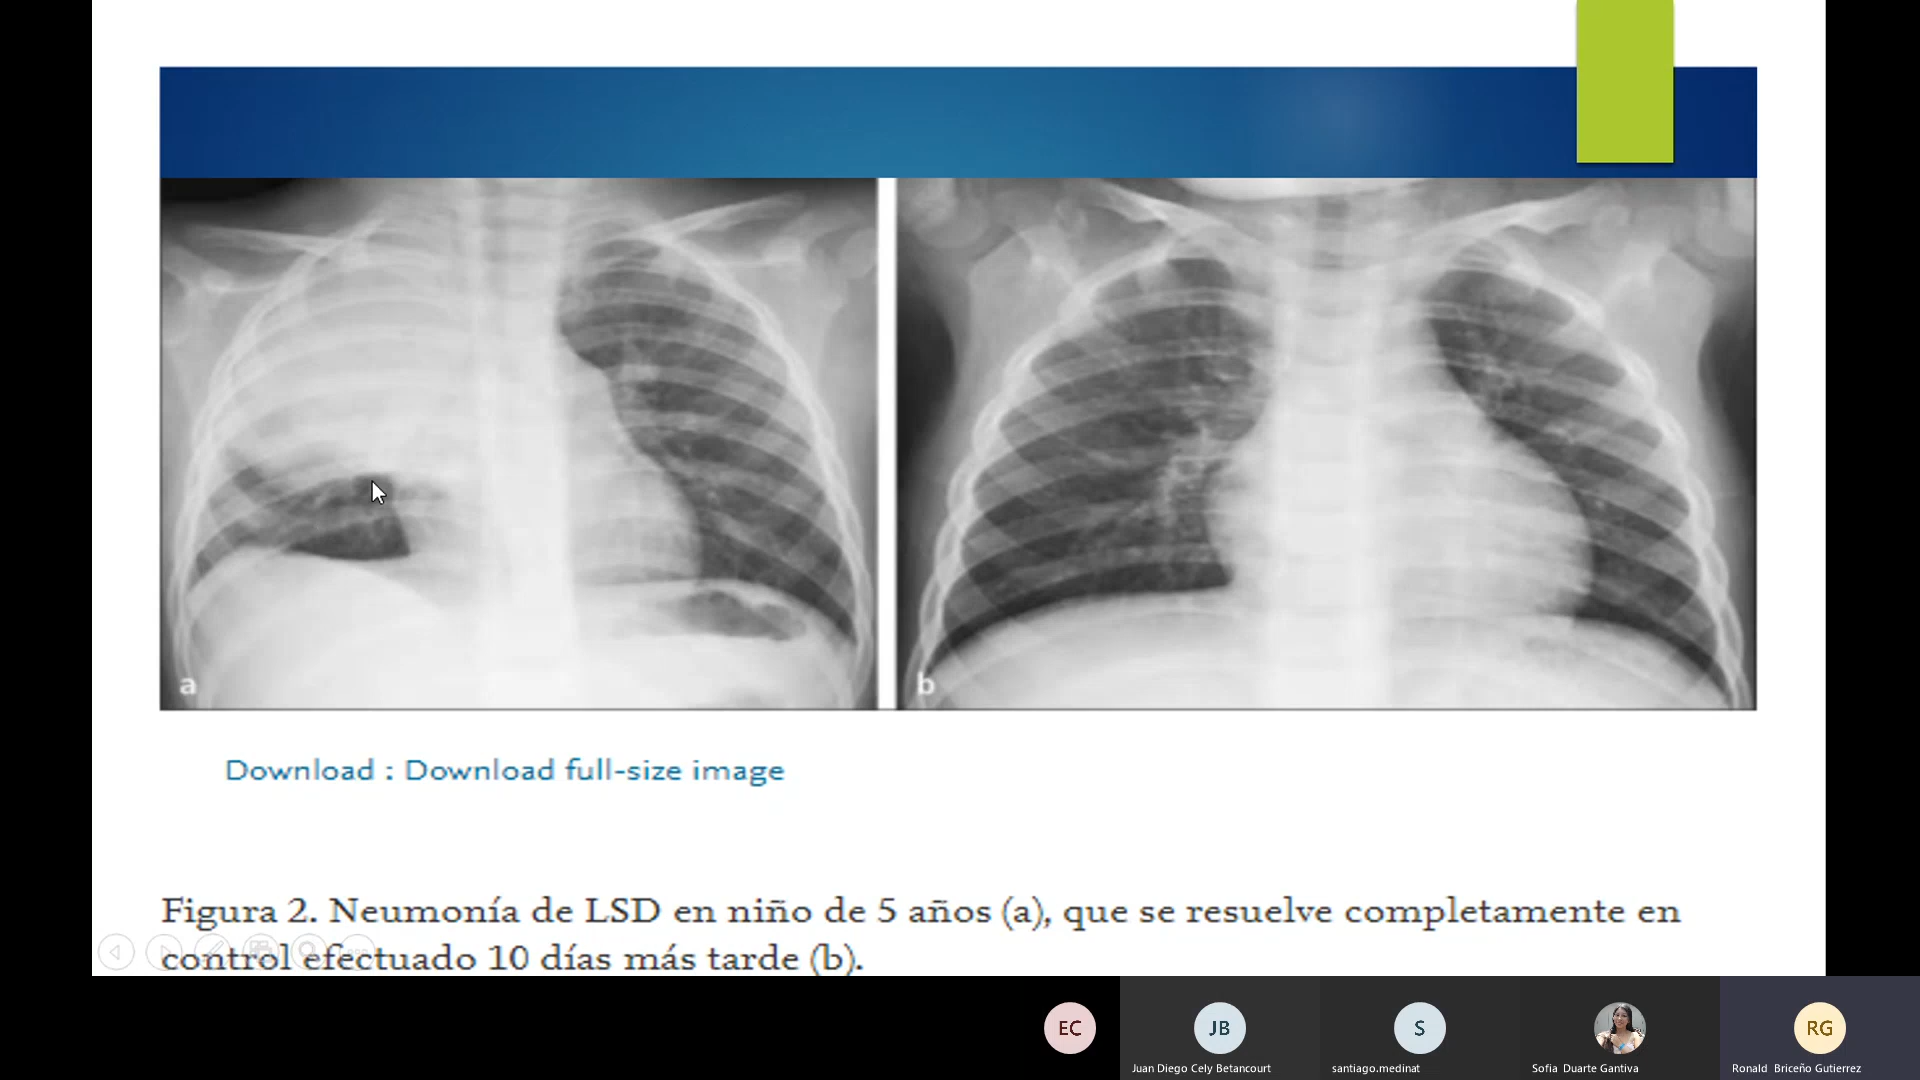 a
b
Download : Download full-size image
Figura 2. Neumonía de LSD en niño de 5 años (a), que se resuelve completamente en
control efectuado 10 días más tarde (b).
EC
JB
S
RG
Juan Diego Cely Betancourt
santiago.medinat
Sofia Duarte Gantiva
Ronald Briceño Gutierrez